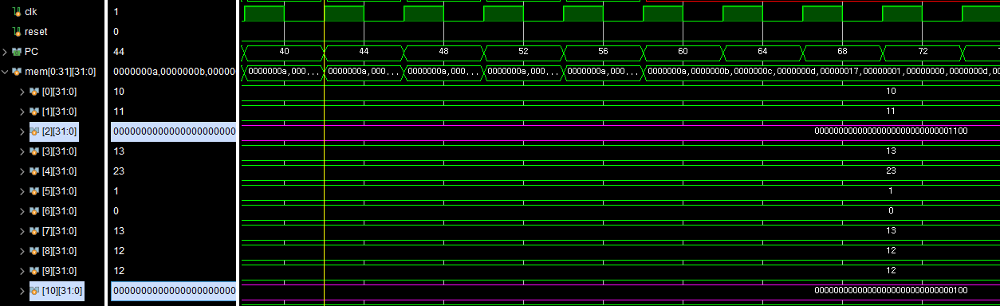 clk 1
reset 0
PC 44 40 44 48 52 56 60 64 68 72
mem[0:31][31:0] 0000000a,0000000b,00000 0000000a,000... 0000000a,000... 0000000a,000... 0000000a,000... 0000000a,000... 0000000a,0000000b,0000000c,0000000d,00000017,00000001,00000000,0000000d,00
[0][31:0] 10 10
[1][31:0] 11 11
[2][31:0] 0000000000000000000000 00000000000000000000000000001100
[3][31:0] 13 13
[4][31:0] 23 23
[5][31:0] 1 1
[6][31:0] 0 0
[7][31:0] 13 13
[8][31:0] 12 12
[9][31:0] 12 12
[10][31:0] 0000000000000000000000 00000000000000000000000000000100